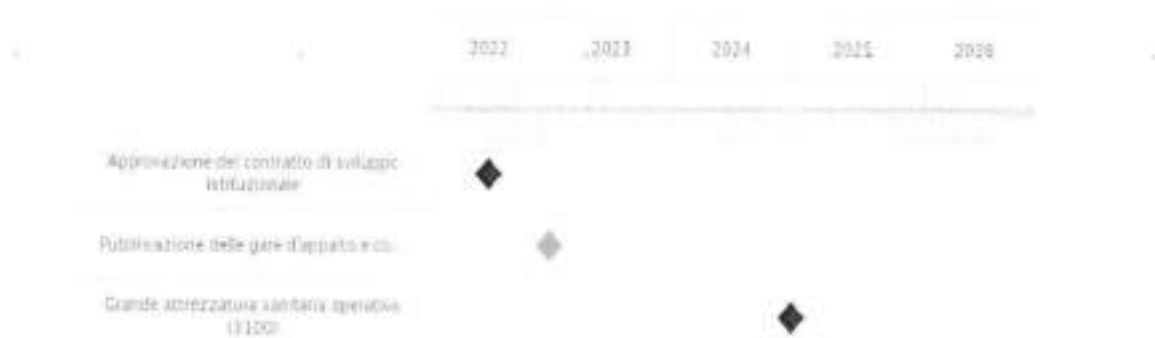 2022 2023 2024 2025 2026
Approvazione del contratto di sviluppo
istituzionale
Pubblicazione delle gare d'appalto e co...
Grande attrezzatura sanitaria operativa
(3100)